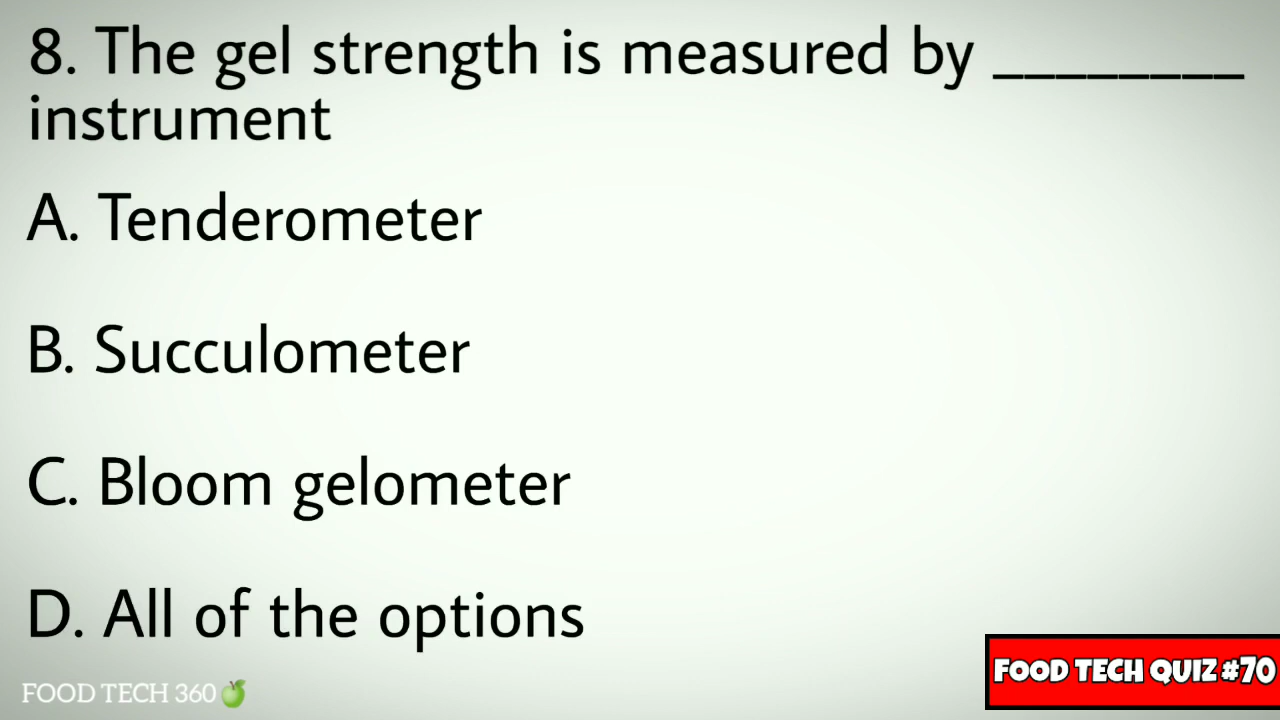 8. The gel strength is measured by ________
instrument
A. Tenderometer
B. Succulometer
C. Bloom gelometer
D. All of the options
FOOD TECH 360
FOOD TECH QUIZ #70